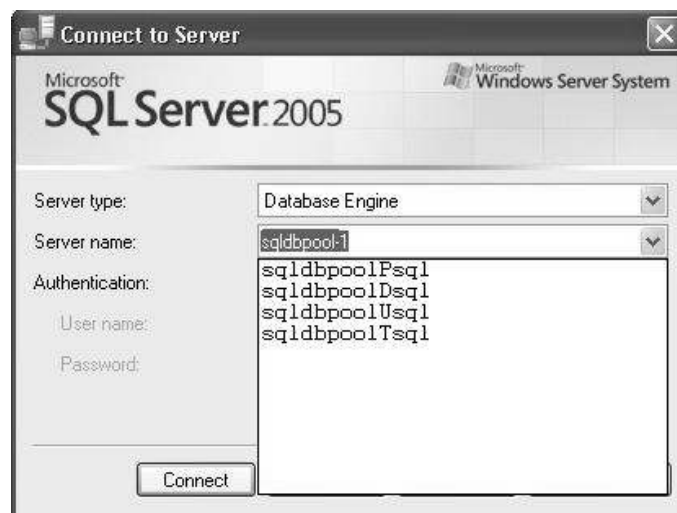 Connect to Server
Microsoft
SQL Server 2005
Microsoft
Windows Server System
Server type:
Database Engine
Server name:
sqldbpool-1
sqldbpoolPsql
sqldbpoolDsql
sqldbpoolUsql
sqldbpoolTsql
Authentication:
User name:
Password:
Connect